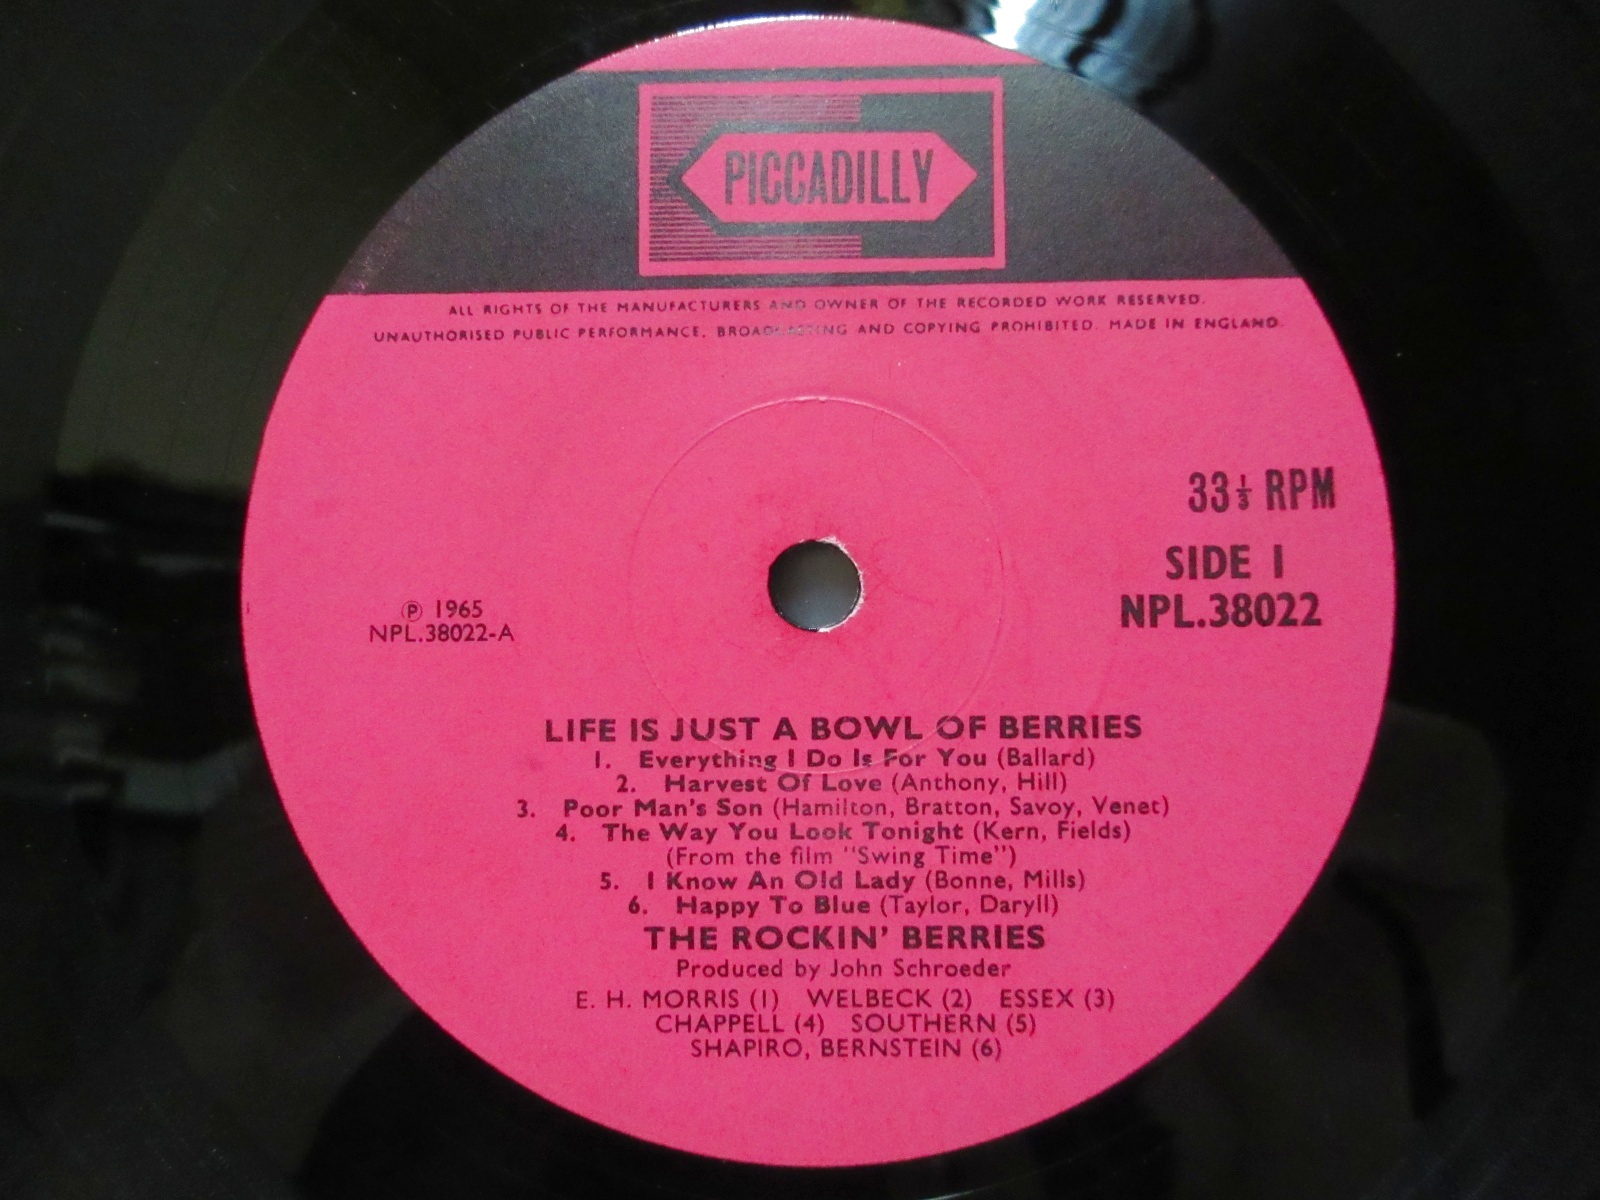 PICCADILLY
ALL RIGHTS OF THE MANUFACTURERS AND OWNER OF THE RECORDED WORK RESERVED.
UNAUTHORISED PUBLIC PERFORMANCE, BROADCASTING AND COPYING PROHIBITED. MADE IN ENGLAND.
33⅓ RPM
SIDE 1
NPL.38022
℗ 1965
NPL.38022-A
LIFE IS JUST A BOWL OF BERRIES
1. Everything I Do Is For You (Ballard)
2. Harvest Of Love (Anthony, Hill)
3. Poor Man's Son (Hamilton, Bratton, Savoy, Venet)
4. The Way You Look Tonight (Kern, Fields)
(From the film "Swing Time")
5. I Know An Old Lady (Bonne, Mills)
6. Happy To Blue (Taylor, Daryll)
THE ROCKIN' BERRIES
Produced by John Schroeder
E. H. MORRIS (1) WELBECK (2) ESSEX (3)
CHAPPELL (4) SOUTHERN (5)
SHAPIRO, BERNSTEIN (6)